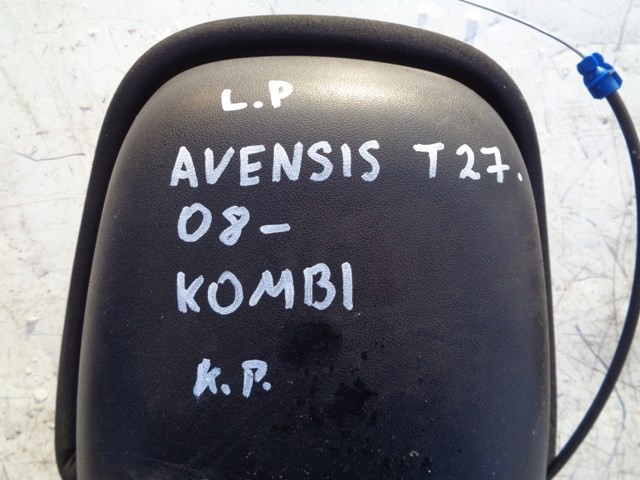 L.P
AVENSIS T27.
08-
KOMBI
K.P.